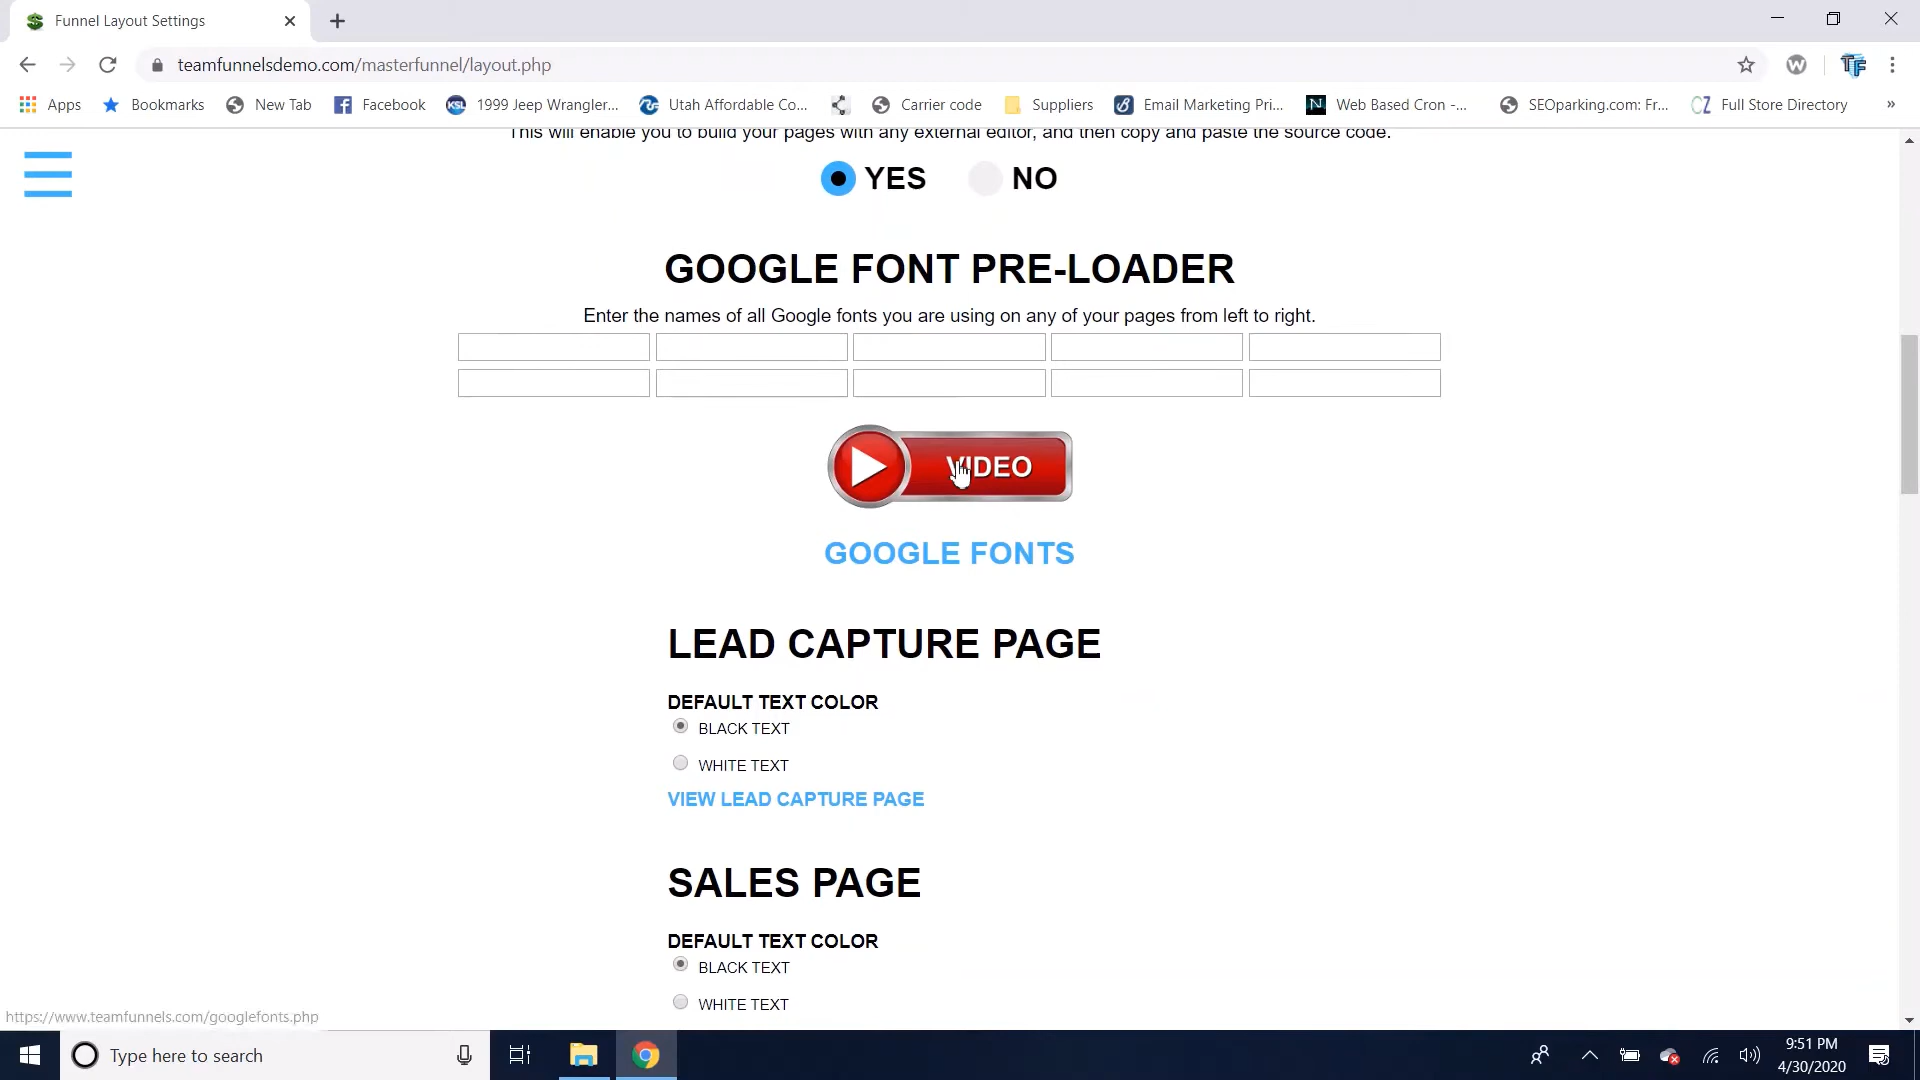 Funnel Layout Settings
teamfunnelsdemo.com/masterfunnel/layout.php
W
TF
Apps
Bookmarks
New Tab
Facebook
KSL
1999 Jeep Wrangler...
Utah Affordable Co...
Carrier code
Suppliers
Email Marketing Pri...
N
Web Based Cron -...
SEOparking.com: Fr...
CZ
Full Store Directory
»
This will enable you to build your pages with any external editor, and then copy and paste the source code.
YES
NO
GOOGLE FONT PRE-LOADER
Enter the names of all Google fonts you are using on any of your pages from left to right.
VIDEO
GOOGLE FONTS
LEAD CAPTURE PAGE
DEFAULT TEXT COLOR
BLACK TEXT
WHITE TEXT
VIEW LEAD CAPTURE PAGE
SALES PAGE
DEFAULT TEXT COLOR
BLACK TEXT
WHITE TEXT
https://www.teamfunnels.com/googlefonts.php
Type here to search
9:51 PM
4/30/2020